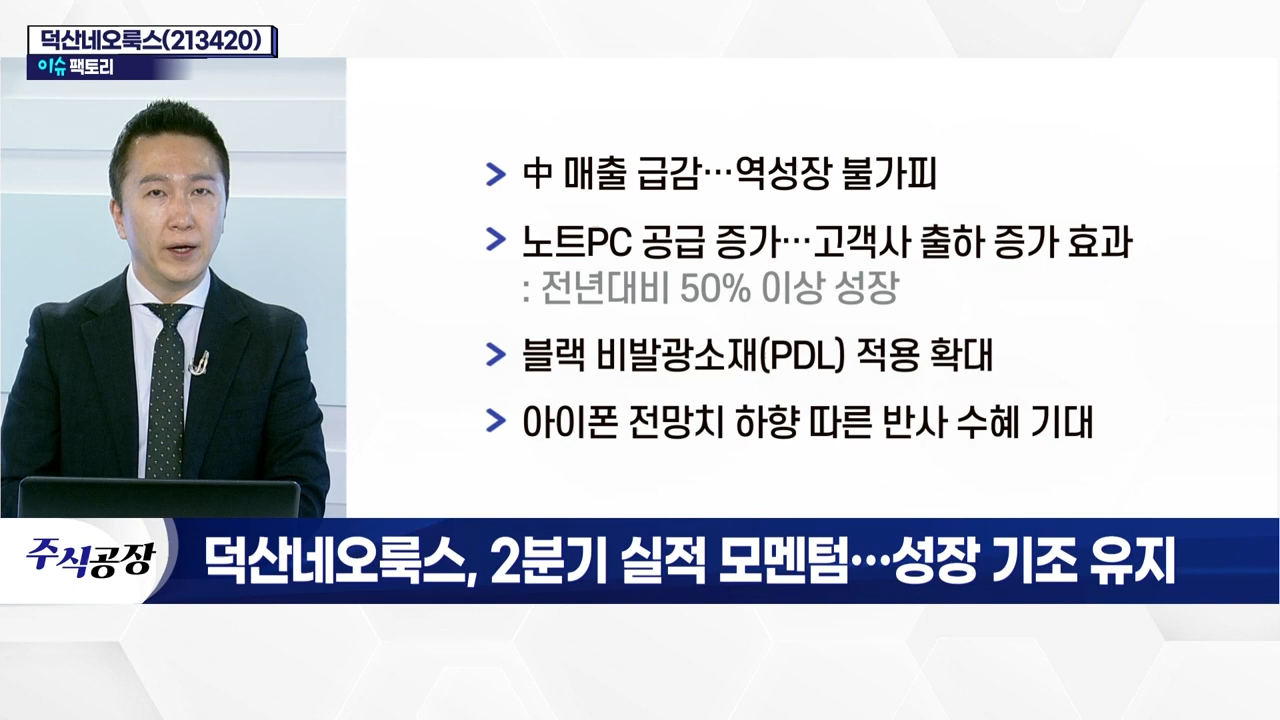 덕산네오룩스(213420)
이슈 팩토리
中 매출 급감…역성장 불가피
노트PC 공급 증가…고객사 출하 증가 효과
: 전년대비 50% 이상 성장
블랙 비발광소재(PDL) 적용 확대
아이폰 전망치 하향 따른 반사 수혜 기대
주식공장
덕산네오룩스, 2분기 실적 모멘텀…성장 기조 유지